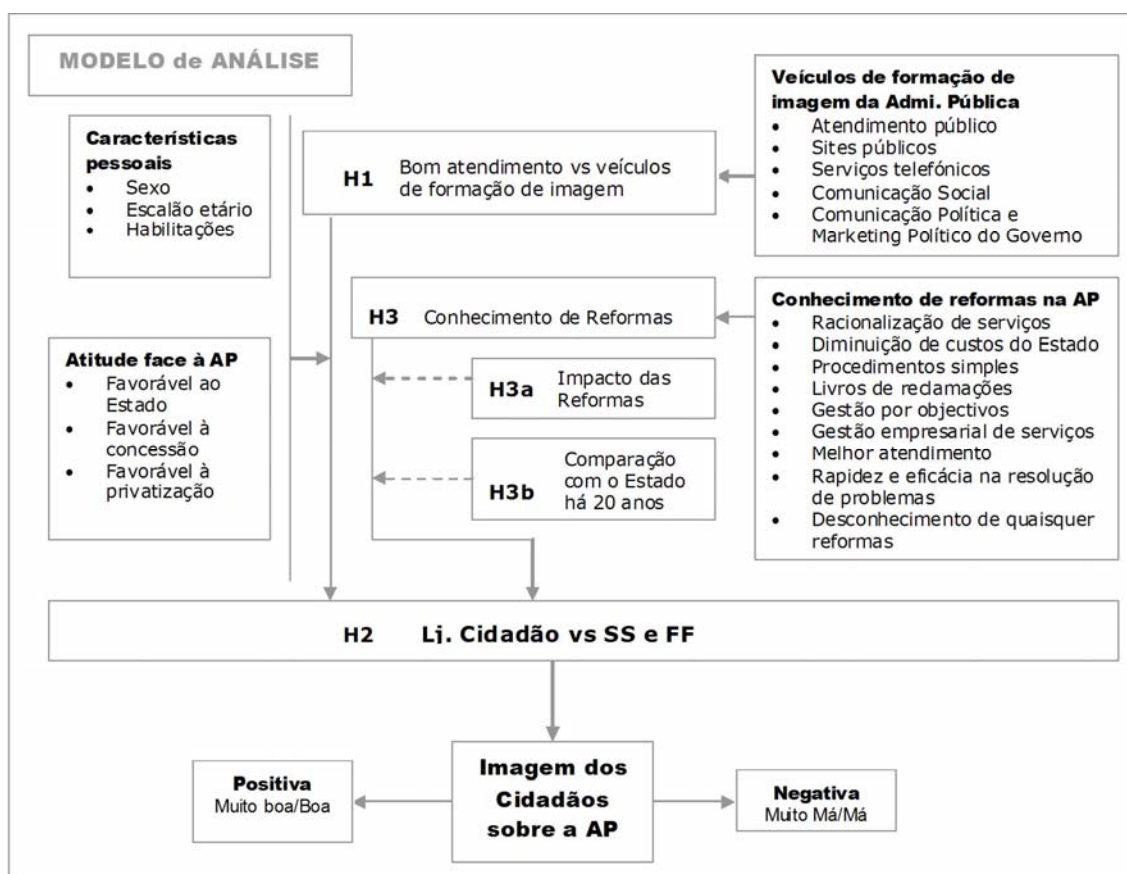 MODELO de ANÁLISE
Características
pessoais
• Sexo
• Escalão etário
• Habilitações
Atitude face à AP
• Favorável ao
Estado
• Favorável à
concessão
• Favorável à
privatização
H1 Bom atendimento vs veículos
de formação de imagem
Veículos de formação de
imagem da Admi. Pública
• Atendimento público
• Sites públicos
• Serviços telefónicos
• Comunicação Social
• Comunicação Política e
Marketing Político do Governo
H3 Conhecimento de Reformas
H3a Impacto das
Reformas
H3b Comparação
com o Estado
há 20 anos
Conhecimento de reformas na AP
• Racionalização de serviços
• Diminuição de custos do Estado
• Procedimentos simples
• Livros de reclamações
• Gestão por objectivos
• Gestão empresarial de serviços
• Melhor atendimento
• Rapidez e eficácia na resolução
de problemas
• Desconhecimento de quaisquer
reformas
H2 Lj. Cidadão vs SS e FF
Positiva
Muito boa/Boa
Imagem dos
Cidadãos
sobre a AP
Negativa
Muito Má/Má